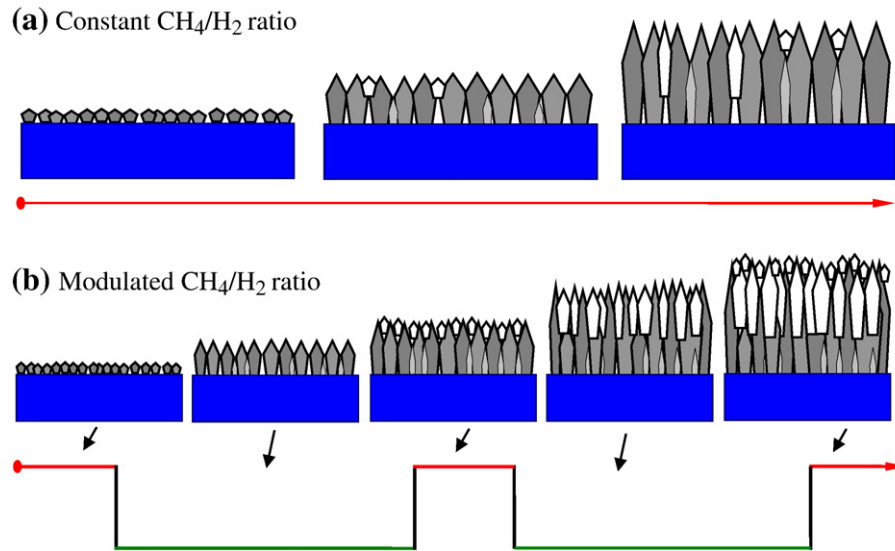 (a) Constant CH₄/H₂ ratio
(b) Modulated CH₄/H₂ ratio